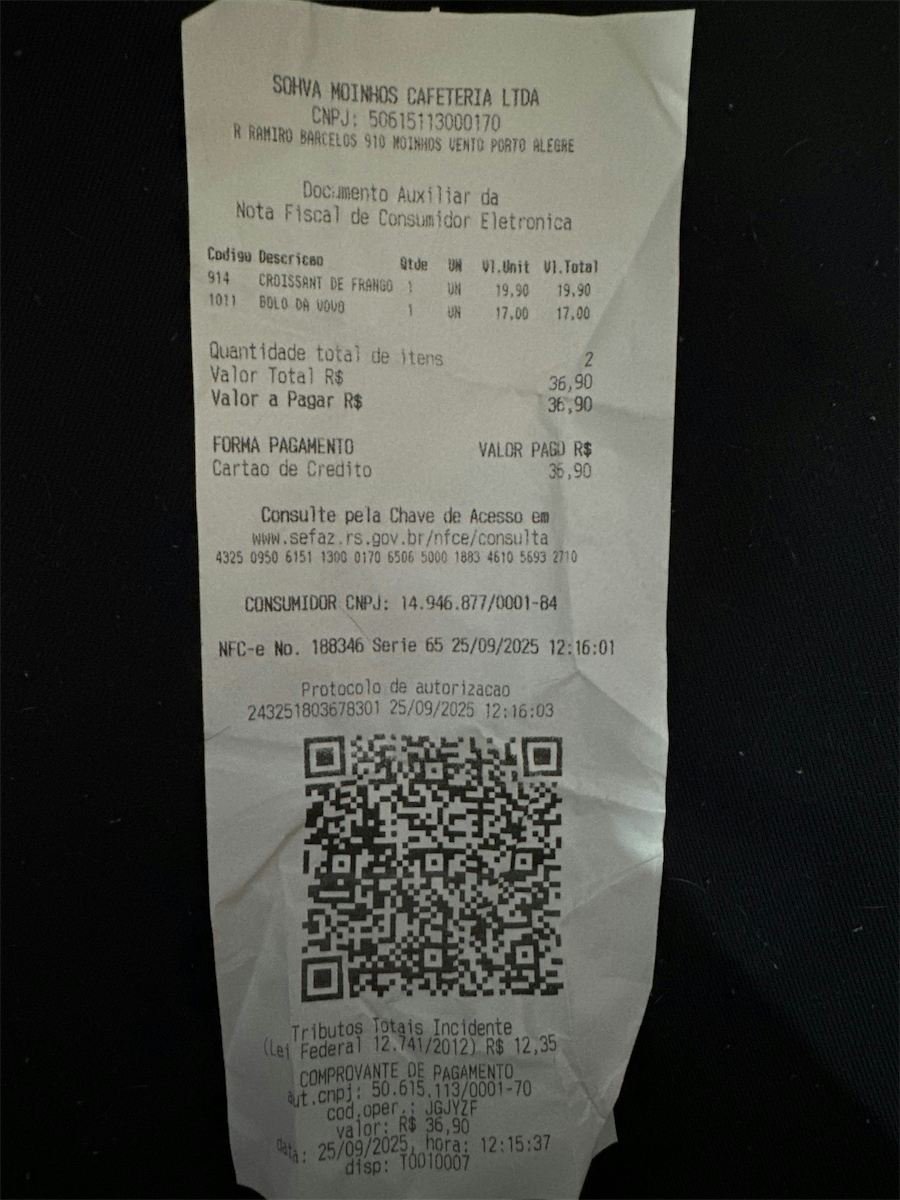 SOHVA MOINHOS CAFETERIA LTDA
CNPJ: 50615113000170
R RAMIRO BARCELOS 910 MOINHOS VENTO PORTO ALEGRE
Documento Auxiliar da
Nota Fiscal de Consumidor Eletronica
Codigo Descricao Qtde UN Vl.Unit Vl.Total
914 CROISSANT DE FRANGO 1 UN 19,90 19,90
1011 BOLO DA VOVO 1 UN 17,00 17,00
Quantidade total de itens 2
Valor Total R$ 36,90
Valor a Pagar R$ 36,90
FORMA PAGAMENTO VALOR PAGO R$
Cartao de Credito 36,90
Consulte pela Chave de Acesso em
www.sefaz.rs.gov.br/nfce/consulta
4325 0950 6151 1300 0170 6506 5000 1883 4610 5693 2710
CONSUMIDOR CNPJ: 14.946.877/0001-84
NFC-e No. 188346 Serie 65 25/09/2025 12:16:01
Protocolo de autorizacao
243251803678301 25/09/2025 12:16:03
Tributos Totais Incidente
(Lei Federal 12.741/2012) R$ 12,35
COMPROVANTE DE PAGAMENTO
aut.cnpj: 50.615.113/0001-70
cod.oper.: JGJYZF
valor: R$ 36,90
data: 25/09/2025, hora: 12:15:37
disp: T0010007